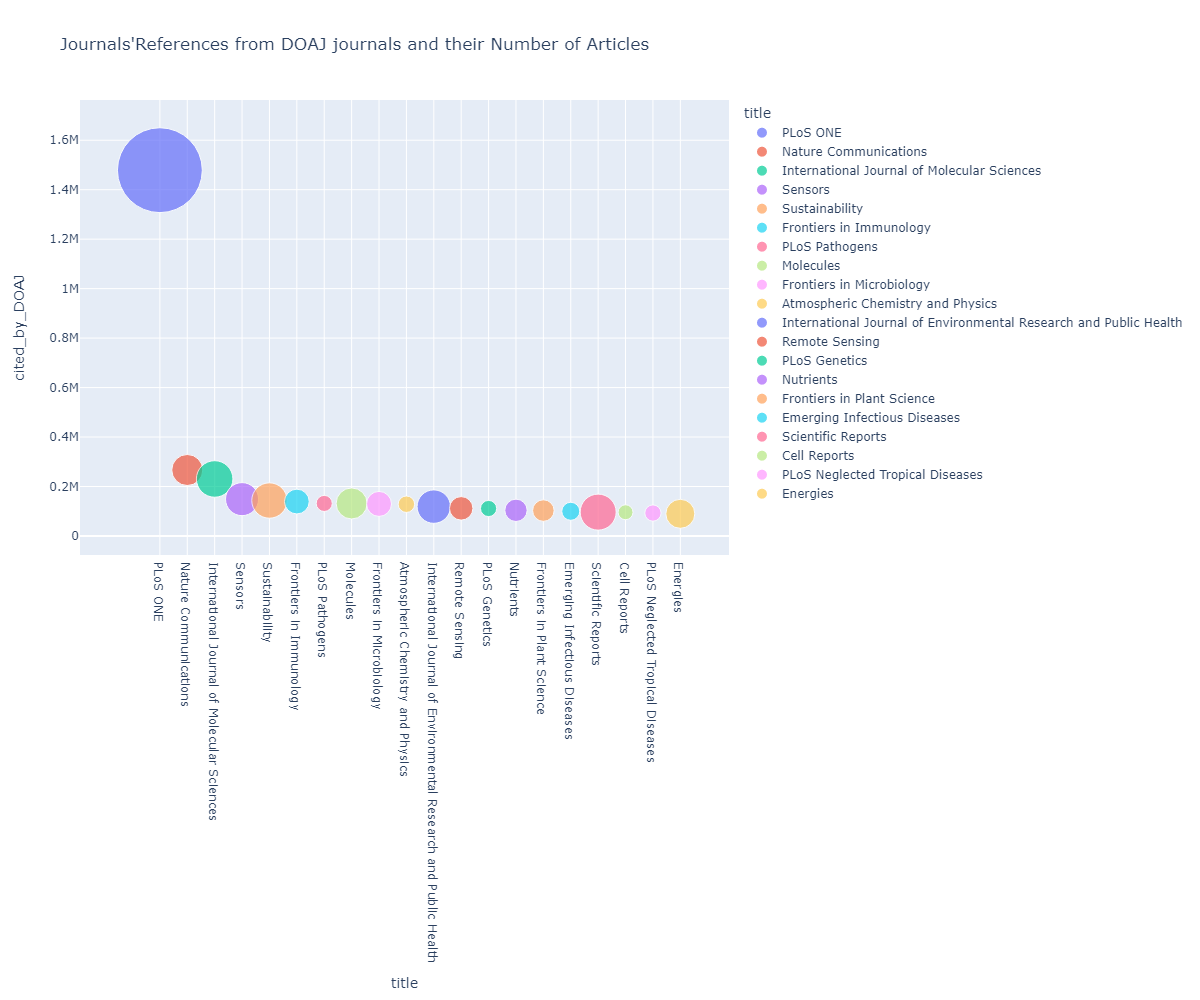 Journals'References from DOAJ journals and their Number of Articles
cited_by_DOAJ
1.6M
1.4M
1.2M
1M
0.8M
0.6M
0.4M
0.2M
0
PLoS ONE
Nature Communications
International Journal of Molecular Sciences
Sensors
Sustainability
Frontiers in Immunology
PLoS Pathogens
Molecules
Frontiers in Microbiology
Atmospheric Chemistry and Physics
International Journal of Environmental Research and Public Health
Remote Sensing
PLoS Genetics
Nutrients
Frontiers in Plant Science
Emerging Infectious Diseases
Scientific Reports
Cell Reports
PLoS Neglected Tropical Diseases
Energies
title
title
PLoS ONE
Nature Communications
International Journal of Molecular Sciences
Sensors
Sustainability
Frontiers in Immunology
PLoS Pathogens
Molecules
Frontiers in Microbiology
Atmospheric Chemistry and Physics
International Journal of Environmental Research and Public Health
Remote Sensing
PLoS Genetics
Nutrients
Frontiers in Plant Science
Emerging Infectious Diseases
Scientific Reports
Cell Reports
PLoS Neglected Tropical Diseases
Energies